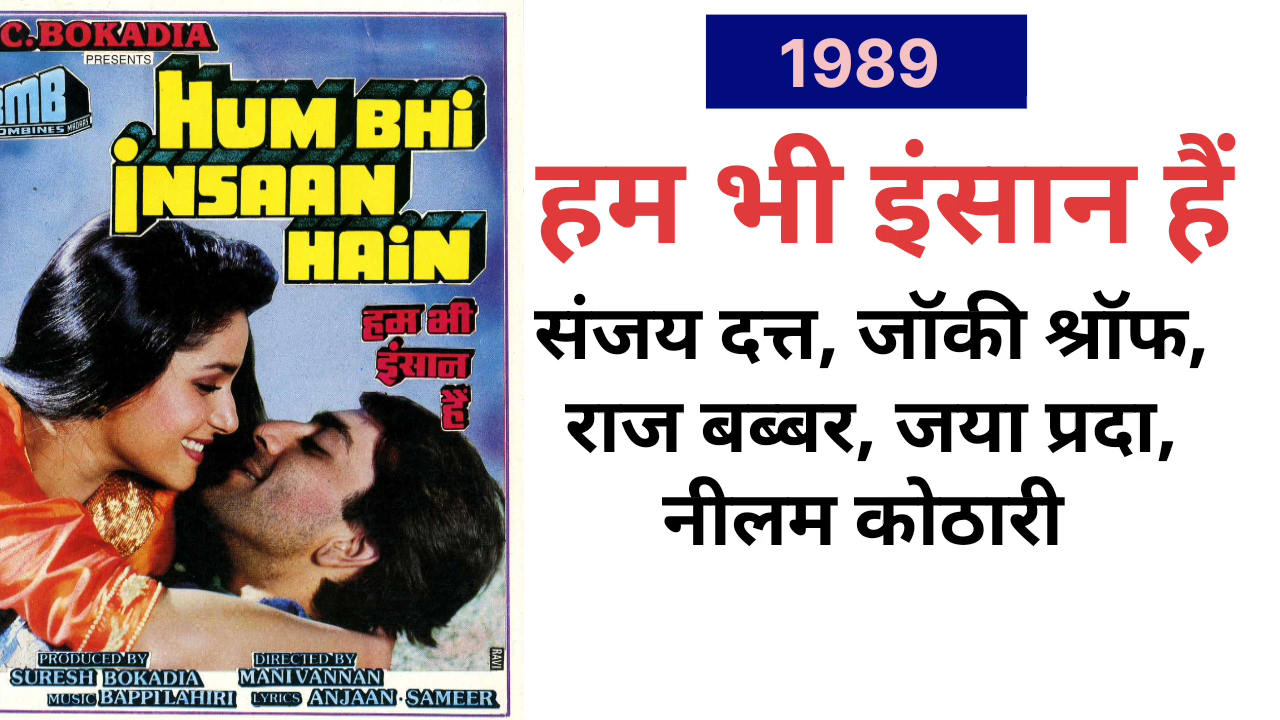 C. BOKADIA
PRESENTS
BMB
COMBINES MADRAS
HUM BHI
INSAAN
HAIN
हम भी
इंसान
हैं
PRODUCED BY
SURESH BOKADIA
DIRECTED BY
MANIVANNAN
MUSIC BAPPI LAHIRI
LYRICS ANJAAN·SAMEER
RAVI
1989
हम भी इंसान हैं
संजय दत्त, जॉकी श्रॉफ,
राज बब्बर, जया प्रदा,
नीलम कोठारी